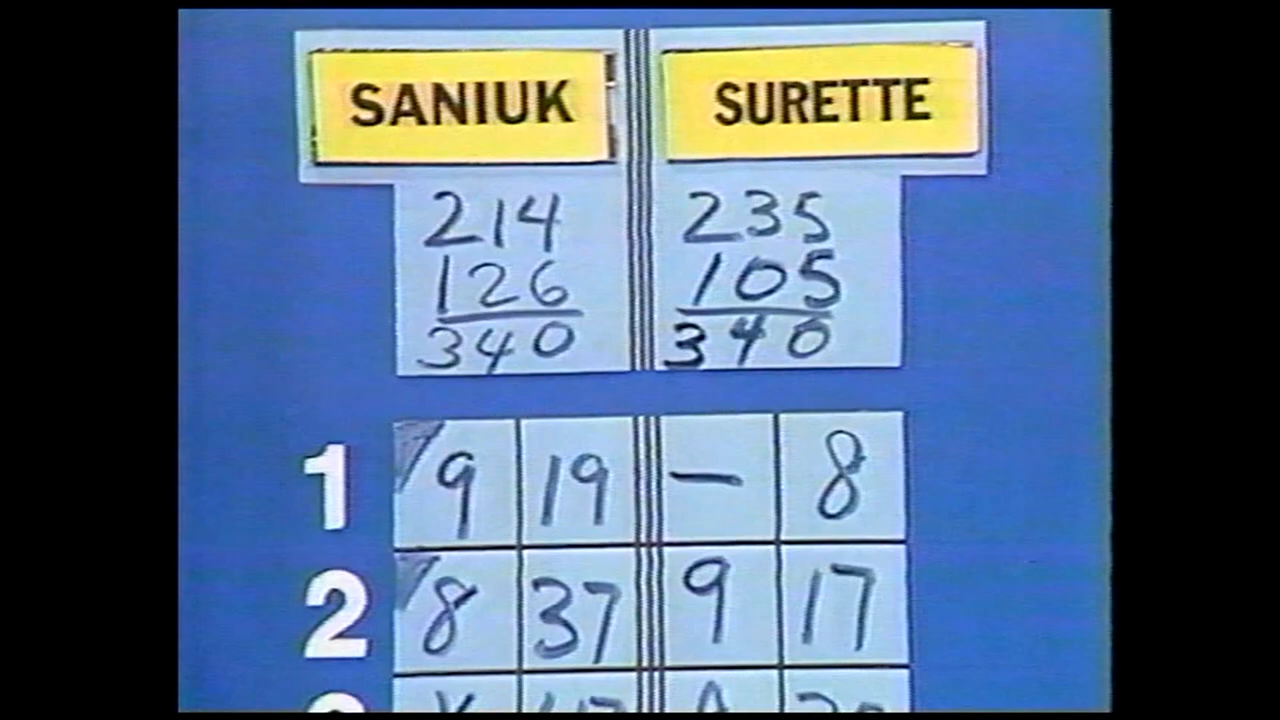 SANIUK SURETTE
214 235
126 105
340 340
1 9 19 — 8
2 8 37 9 17